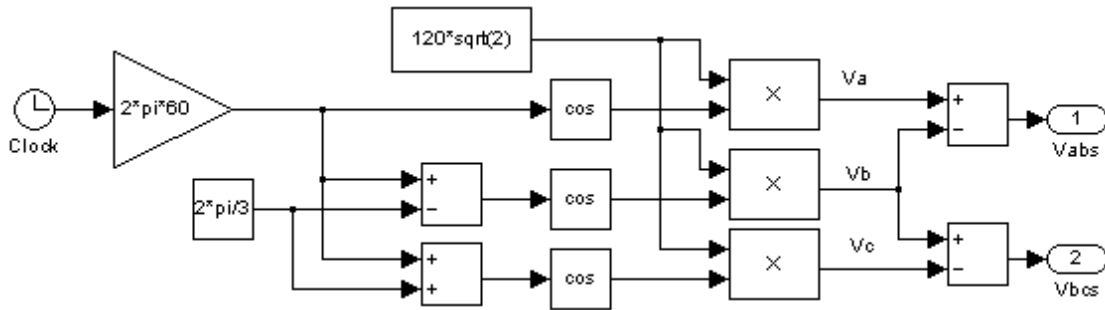 120*sqrt(2)
2*pi*60
Clock
cos
×
Va
+
−
1
Vabs
2*pi/3
+
−
cos
×
Vb
+
+
cos
×
Vc
+
−
2
Vbcs